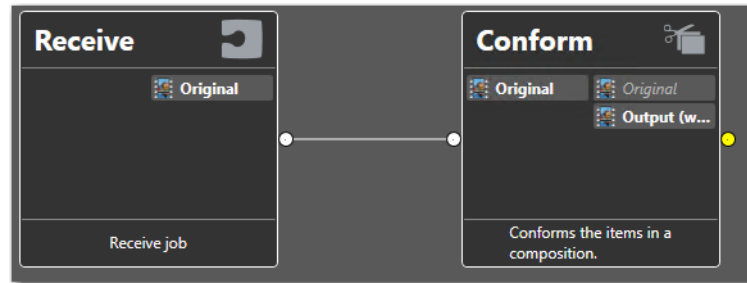 Receive
Original
Receive job
Conform
Original
Original
Output (w...
Conforms the items in a
composition.